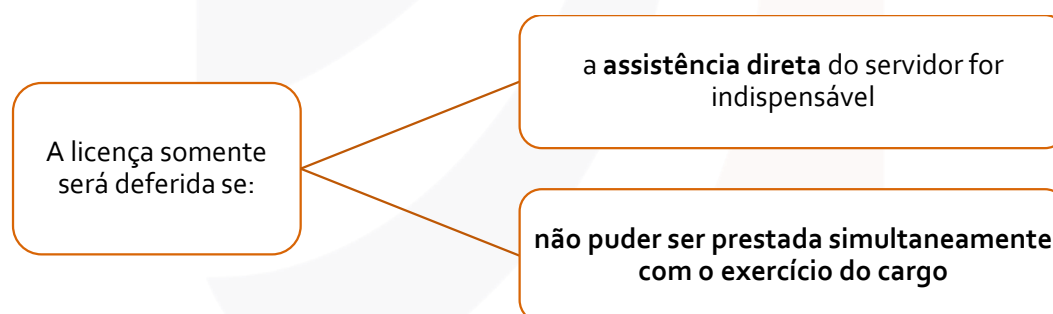 A licença somente
será deferida se:
a assistência direta do servidor for
indispensável
não puder ser prestada simultaneamente
com o exercício do cargo